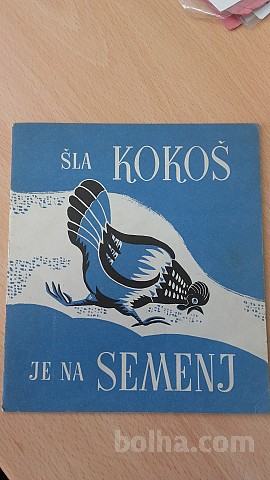 ŠLA KOKOŠ
JE NA SEMENJ
bolha.com